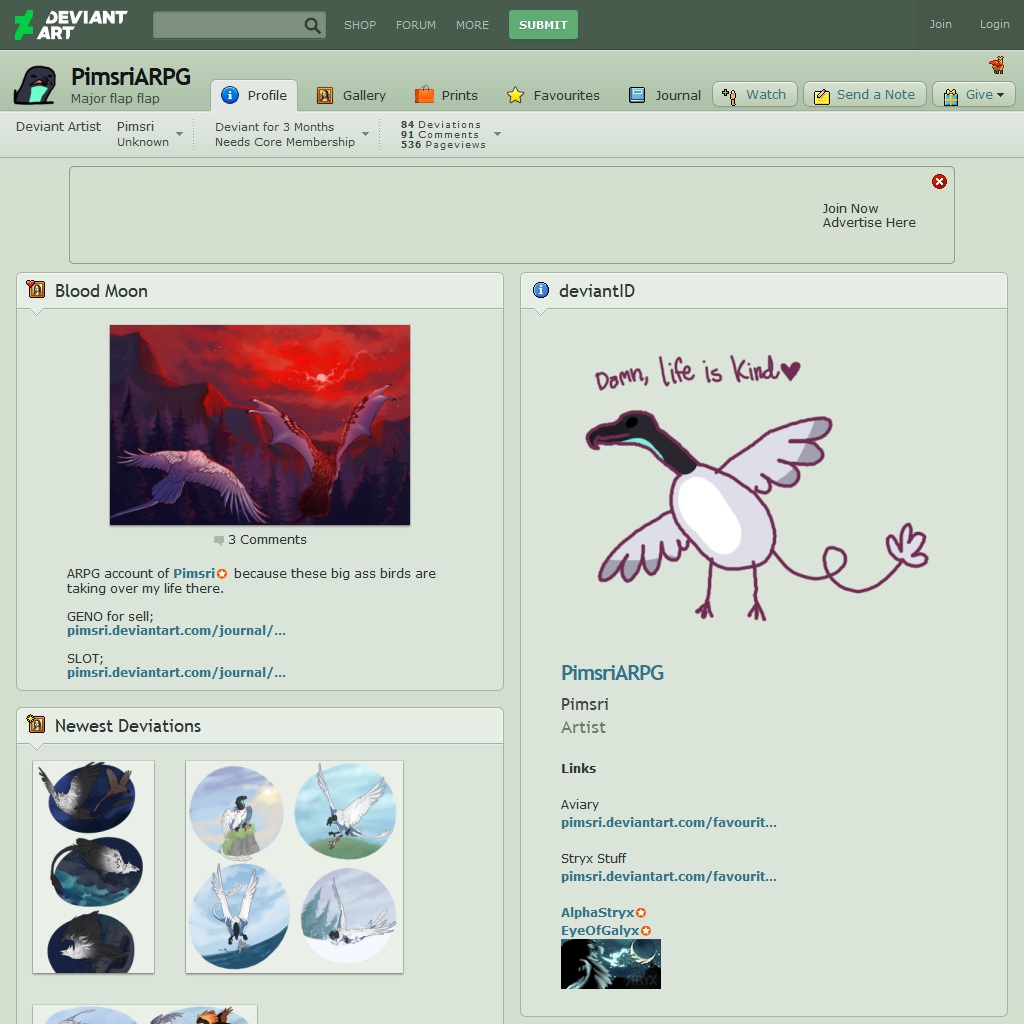 DEVIANT ART
SHOP
FORUM
MORE
SUBMIT
Join
Login
PimsriARPG
Major flap flap
Profile
Gallery
Prints
Favourites
Journal
Watch
Send a Note
Give
Deviant Artist
Pimsri
Unknown
Deviant for 3 Months
Needs Core Membership
84 Deviations
91 Comments
536 Pageviews
Join Now
Advertise Here
Blood Moon
3 Comments
ARPG account of Pimsri because these big ass birds are
taking over my life there.
GENO for sell;
pimsri.deviantart.com/journal/...
SLOT;
pimsri.deviantart.com/journal/...
Newest Deviations
deviantID
Damn, life is kind
PimsriARPG
Pimsri
Artist
Links
Aviary
pimsri.deviantart.com/favourit...
Stryx Stuff
pimsri.deviantart.com/favourit...
AlphaStryx
EyeOfGalyx
STRYX